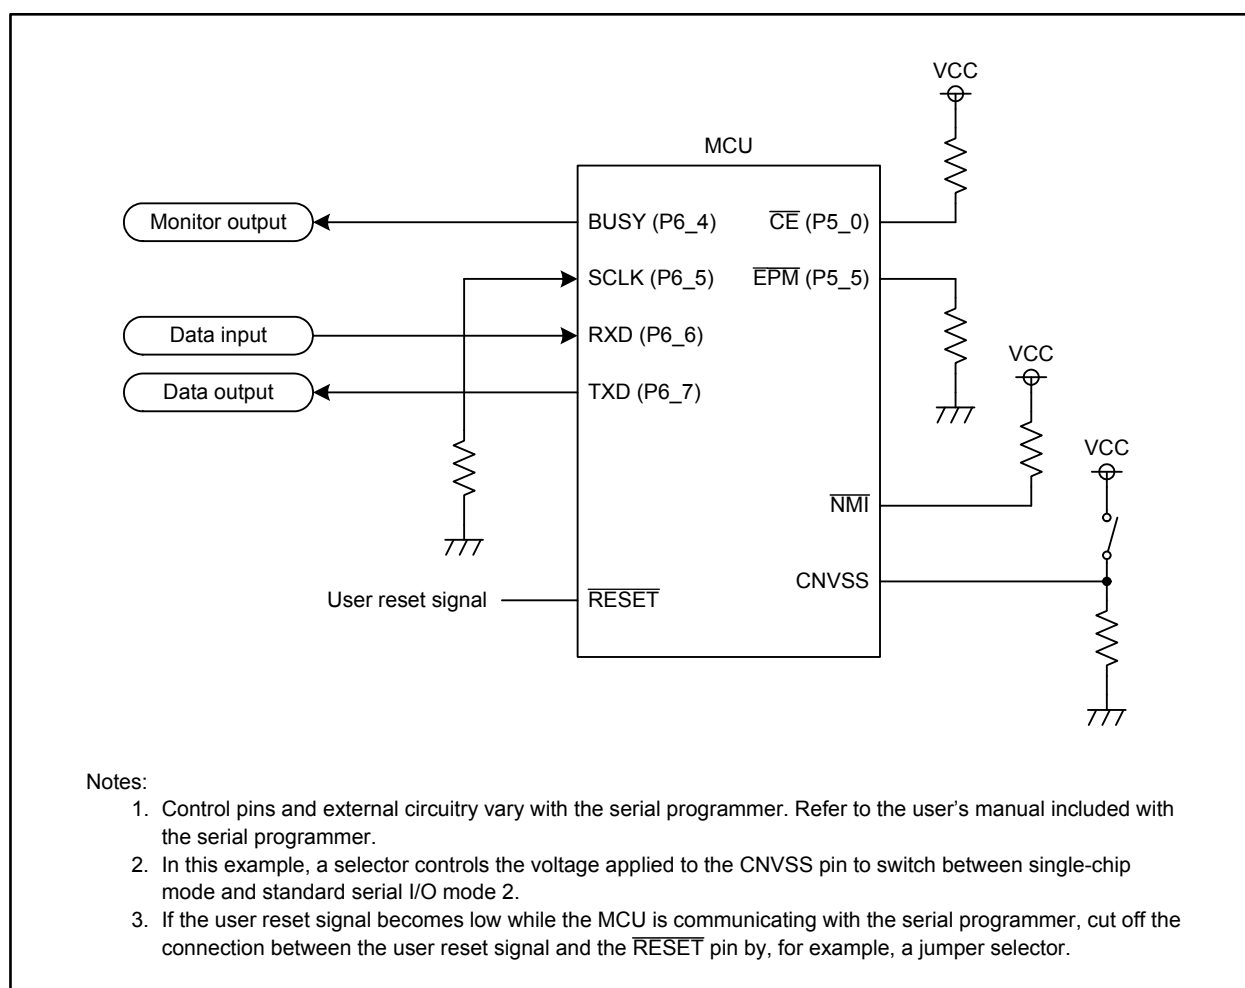 VCC
MCU
Monitor output
BUSY (P6_4)
CE (P5_0)
SCLK (P6_5)
EPM (P5_5)
Data input
RXD (P6_6)
VCC
Data output
TXD (P6_7)
VCC
NMI
CNVSS
User reset signal
RESET
Notes:
1. Control pins and external circuitry vary with the serial programmer. Refer to the user's manual included with
the serial programmer.
2. In this example, a selector controls the voltage applied to the CNVSS pin to switch between single-chip
mode and standard serial I/O mode 2.
3. If the user reset signal becomes low while the MCU is communicating with the serial programmer, cut off the
connection between the user reset signal and the RESET pin by, for example, a jumper selector.